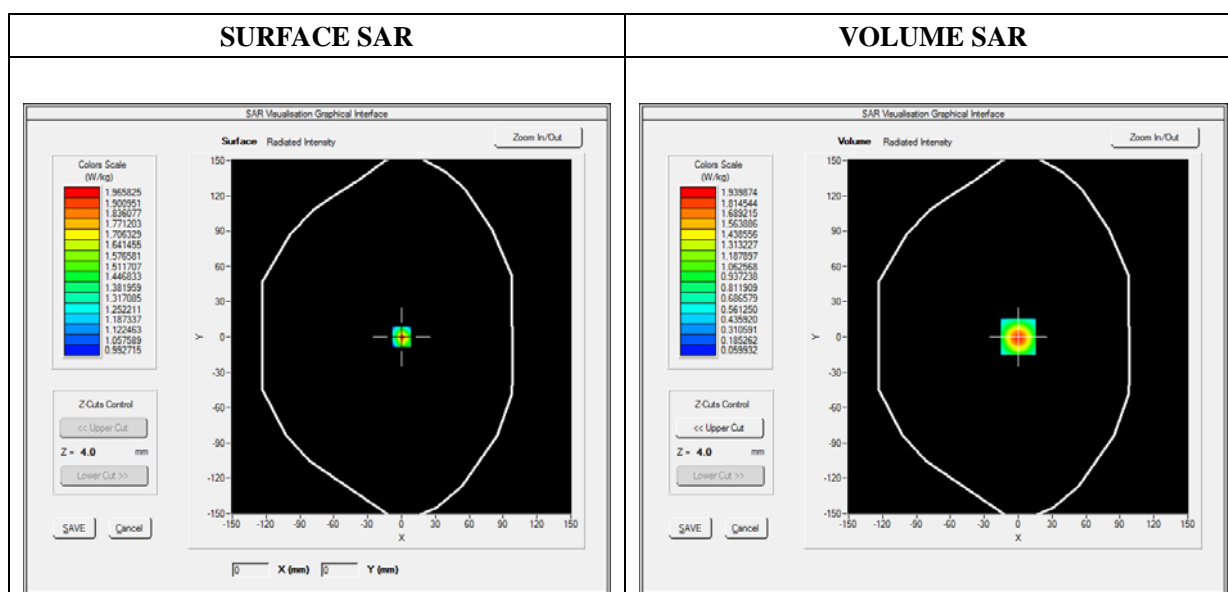 SURFACE SAR
SAR Visualisation Graphical Interface
Surface Radiated Intensity
Zoom In/Out
Colors Scale
(W/kg)
1.965825
1.900951
1.836077
1.771203
1.706329
1.641455
1.576581
1.511707
1.446833
1.381959
1.317085
1.252211
1.187337
1.122463
1.057589
0.992715
Z-Cuts Control
<< Upper Cut
Z = 4.0 mm
Lower Cut >>
SAVE Cancel
150
120
90
60
30
0
-30
-60
-90
-120
-150
Y
-150 -120 -90 -60 -30 0 30 60 90 120 150
X
0 X (mm) 0 Y (mm)
VOLUME SAR
SAR Visualisation Graphical Interface
Volume Radiated Intensity
Zoom In/Out
Colors Scale
(W/kg)
1.939874
1.814544
1.689215
1.563886
1.438556
1.313227
1.187897
1.062568
0.937238
0.811909
0.686579
0.561250
0.435920
0.310591
0.185262
0.059932
Z-Cuts Control
<< Upper Cut
Z = 4.0 mm
Lower Cut >>
SAVE Cancel
150
120
90
60
30
0
-30
-60
-90
-120
-150
Y
-150 -120 -90 -60 -30 0 30 60 90 120 150
X